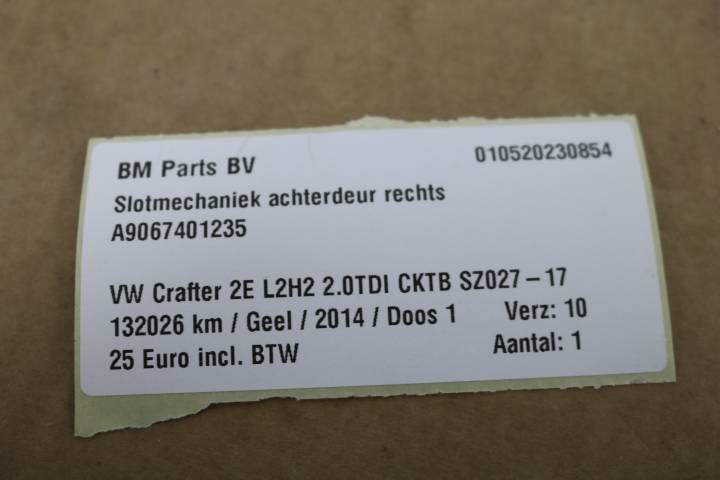 BM Parts BV 010520230854
Slotmechaniek achterdeur rechts
A9067401235
VW Crafter 2E L2H2 2.0TDI CKTB SZ027-17
132026 km / Geel / 2014 / Doos 1 Verz: 10
25 Euro incl. BTW Aantal: 1